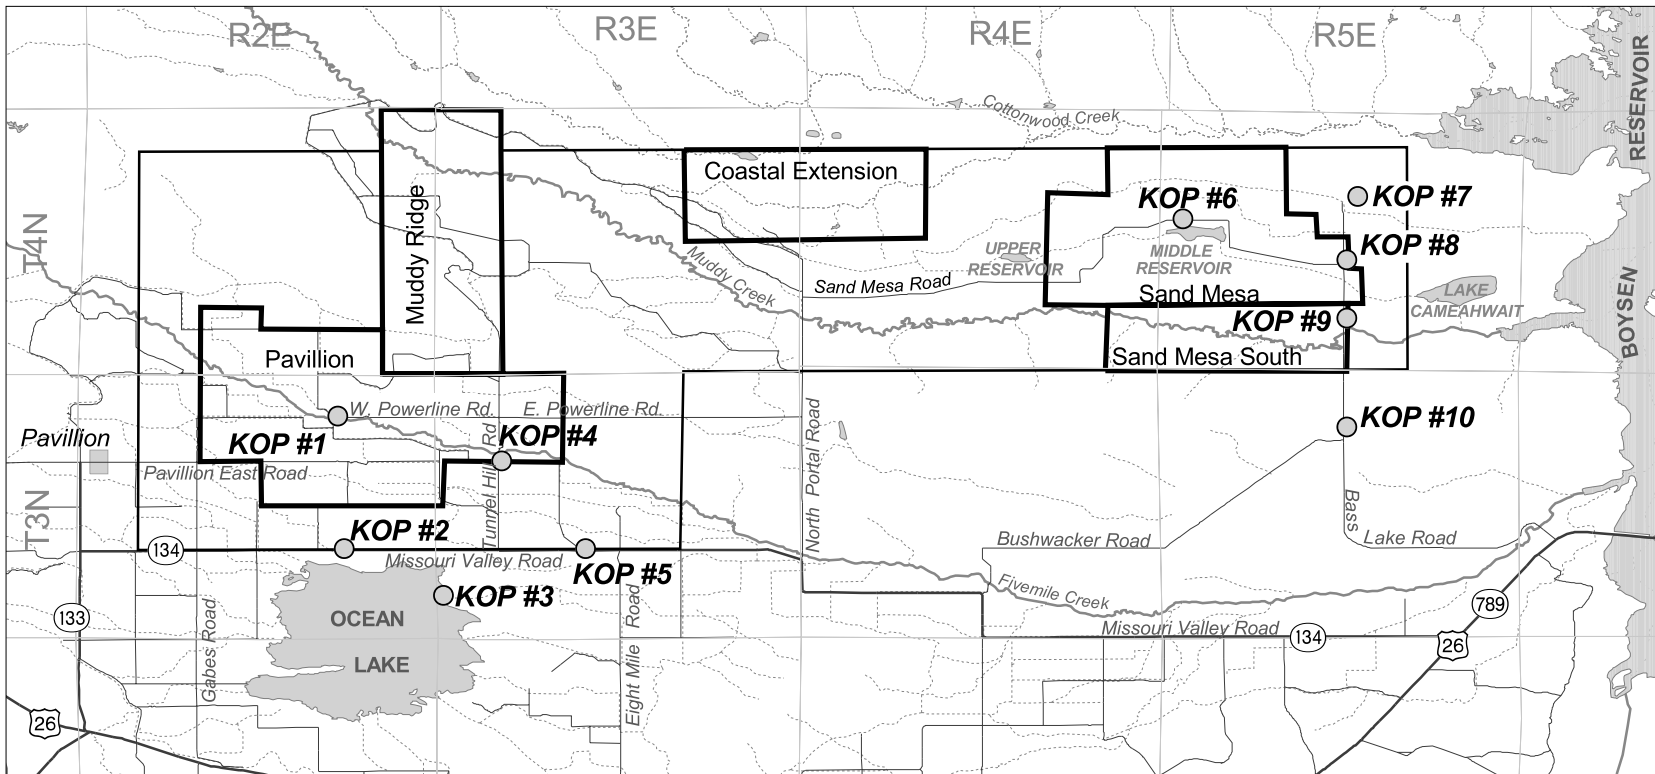 R2E
R3E
R4E
R5E
RESERVOIR
BOYSEN
Cottonwood Creek
Coastal Extension
Muddy Ridge
T4N
KOP #6
KOP #7
KOP #8
UPPER
RESERVOIR
MIDDLE
RESERVOIR
Muddy Creek
Sand Mesa Road
Sand Mesa
LAKE
CAMEAHWAIT
KOP #9
Sand Mesa South
Pavillion
W. Powerline Rd.
E. Powerline Rd.
KOP #1
KOP #4
KOP #10
Pavillion
Pavillion East Road
Tunnel Hill Rd
North Portal Road
T3N
Bass
Lake Road
KOP #2
134
Missouri Valley Road
KOP #5
Bushwacker Road
KOP #3
Fivemile Creek
133
Gabes Road
OCEAN
LAKE
Eight Mile Road
Missouri Valley Road
134
789
26
26